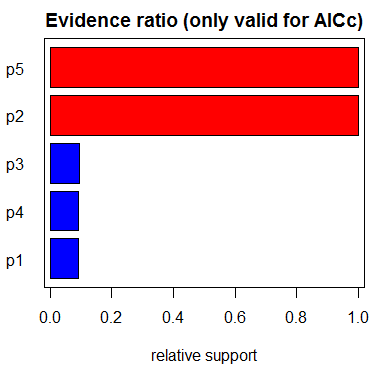 Evidence ratio (only valid for AICc)
p5
p2
p3
p4
p1
0.0 0.2 0.4 0.6 0.8 1.0
relative support